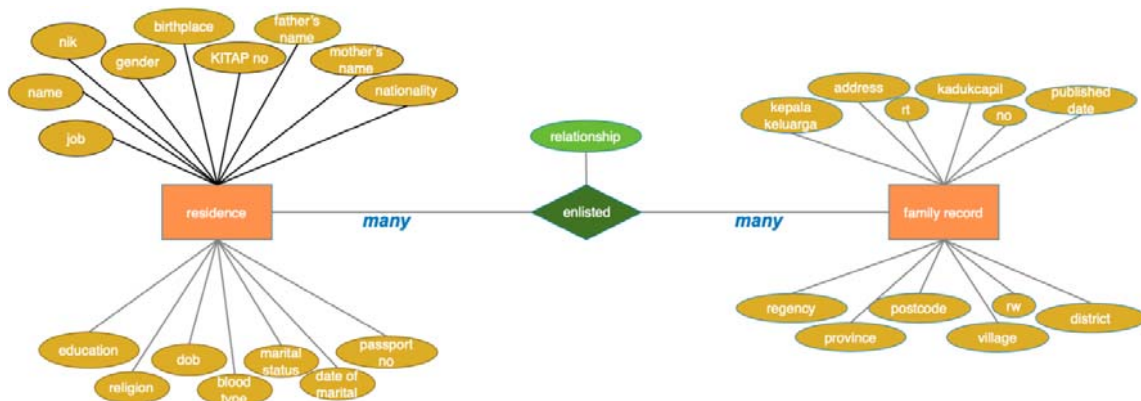 nik
birthplace
father's
name
gender
KITAP no
mother's
name
name
nationality
job
residence
many
relationship
enlisted
many
kepala
keluarga
address
rt
kadukcapil
no
published
date
family record
education
religion
dob
blood
type
marital
status
date of
marital
passport
no
regency
province
postcode
village
rw
district